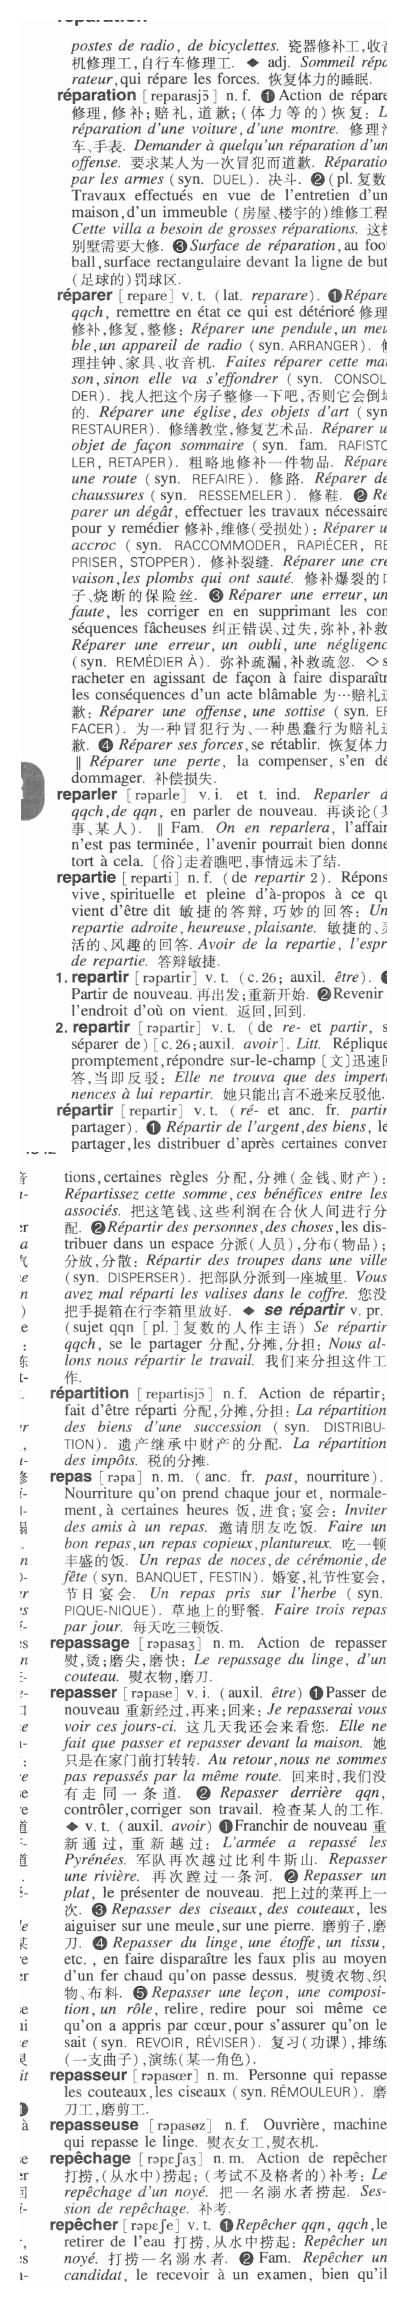 postes de radio, de bicyclettes. 瓷器修补工,收
机修理工,自行车修理工. ◆ adj. Sommeil
rateur,qui répare les forces. 恢复体力的睡眠.
réparation [reparasjɔ̃] n. f. ❶ Action de
修理,修补;赔礼,道歉;(体力等的)恢复:
réparation d'une voiture,d'une montre. 修理
车、手表. Demander à quelqu'un réparation
offense. 要求某人为一次冒犯而道歉.
par les armes (syn. DUEL). 决斗. ❷ (pl. 复数
Travaux effectués en vue de l'entretien
maison,d'un immeuble (房屋、楼宇的)维修工程
Cette villa a besoin de grosses réparations.
别墅需要大修. ❸ Surface de réparation, au
ball, surface rectangulaire devant la ligne de but
(足球的)罚球区.
réparer [repare] v. t. (lat. reparare). ❶
qqch, remettre en état ce qui est détérioré 修理
修补,修复,整修: Réparer une pendule, un
ble,un appareil de radio (syn. ARRANGER).
理挂钟、家具、收音机. Faites réparer cette
son, sinon elle va s'effondrer ( syn. CONSOL
DER). 找人把这个房子整修一下吧,否则它会
的. Réparer une église,des objets d'art (syn
RESTAURER). 修缮教堂,修复艺术品. Réparer
objet de façon sommaire ( syn. fam. RAFISTO
LER, RETAPER). 粗略地修补一件物品.
une route ( syn. REFAIRE). 修路. Réparer
chaussures ( syn. RESSEMELER). 修鞋. ❷
parer un dégât, effectuer les travaux
pour y remédier 修补,维修(受损处): Réparer
accroc ( syn. RACCOMMODER, RAPIÉCER, RE
PRISER, STOPPER). 修补裂缝. Réparer une
vaison,les plombs qui ont sauté. 修补爆裂的
子、烧断的保险丝. ❸ Réparer une erreur, un
faute, les corriger en en supprimant les con
séquences fâcheuses 纠正错误、过失,弥补,补
Réparer une erreur, un oubli, une
(syn. REMÉDIER À). 弥补疏漏,补救疏忽. ◇
racheter en agissant de façon à faire
les conséquences d'un acte blâmable 为…赔礼
歉: Réparer une offense, une sottise ( syn.
FACER). 为一种冒犯行为、一种愚蠢行为赔礼
歉. ❹ Réparer ses forces,se rétablir. 恢复体力
‖ Réparer une perte, la compenser, s'en
dommager. 补偿损失.
reparler [rəparle] v. i. et t. ind. Reparler
qqch,de qqn, en parler de nouveau. 再谈论(
事、某人). ‖ Fam. On en reparlera, l'affair
n'est pas terminée, l'avenir pourrait bien donne
tort à cela. 〔俗〕走着瞧吧,事情远未了结.
repartie [reparti] n. f. (de repartir 2). Répons
vive, spirituelle et pleine d'à-propos à ce
vient d'être dit 敏捷的答辩,巧妙的回答:
repartie adroite,heureuse,plaisante. 敏捷的、
活的、风趣的回答. Avoir de la repartie, l'espr
de repartie. 答辩敏捷.
1. repartir [rəpartir] v. t. (c. 26; auxil. être).
Partir de nouveau. 再出发;重新开始. ❷ Revenir
l'endroit d'où on vient. 返回,回到.
2. repartir [rəpartir] v. t. (de re- et partir,
séparer de) [c. 26; auxil. avoir]. Litt. Réplique
promptement,répondre sur-le-champ 〔文〕迅速
答,当即反驳: Elle ne trouva que des
nences à lui repartir. 她只能出言不逊来反驳他.
répartir [repartir] v. t. ( ré- et anc. fr. partir
partager). ❶ Répartir de l'argent,des biens,
partager,les distribuer d'après certaines conver
tions,certaines règles 分配,分摊(金钱、财产):
Répartissez cette somme,ces bénéfices entre les
associés. 把这笔钱、这些利润在合伙人间进行分
配. ❷ Répartir des personnes,des choses,les dis-
tribuer dans un espace 分派(人员),分布(物品);
分放,分散: Répartir des troupes dans une ville
(syn. DISPERSER). 把部队分派到一座城里. Vous
avez mal réparti les valises dans le coffre. 您没
把手提箱在行李箱里放好. ◆ se répartir v. pr.
(sujet qqn [pl.]复数的人作主语) Se répartir
qqch, se le partager 分配,分摊,分担: Nous al-
lons nous répartir le travail. 我们来分担这件工
作.
répartition [repartisjɔ̃] n. f. Action de répartir;
fait d'être réparti 分配,分摊,分担: La répartition
des biens d'une succession ( syn. DISTRIBU-
TION). 遗产继承中财产的分配. La répartition
des impôts. 税的分摊.
repas [rəpa] n. m. (anc. fr. past, nourriture).
Nourriture qu'on prend chaque jour et, normale-
ment,à certaines heures 饭,进食;宴会: Inviter
des amis à un repas. 邀请朋友吃饭. Faire un
bon repas,un repas copieux,plantureux. 吃一顿
丰盛的饭. Un repas de noces,de cérémonie,de
fête (syn. BANQUET, FESTIN). 婚宴,礼节性宴会,
节日宴会. Un repas pris sur l'herbe ( syn.
PIQUE-NIQUE). 草地上的野餐. Faire trois repas
par jour. 每天吃三顿饭.
repassage [rəpasaʒ] n. m. Action de repasser
熨,烫;磨尖,磨快: Le repassage du linge, d'un
couteau. 熨衣物,磨刀.
repasser [rəpase] v. i. (auxil. être) ❶ Passer de
nouveau 重新经过,再来;回来: Je repasserai vous
voir ces jours-ci. 这几天我还会来看您. Elle ne
fait que passer et repasser devant la maison. 她
只是在家门前打转转. Au retour,nous ne sommes
pas repassés par la même route. 回来时,我们没
有走同一条道. ❷ Repasser derrière qqn,
contrôler,corriger son travail. 检查某人的工作.
◆ v. t. (auxil. avoir) ❶ Franchir de nouveau 重
新通过,重新越过: L'armée a repassé les
Pyrénées. 军队再次越过比利牛斯山. Repasser
une rivière. 再次蹚过一条河. ❷ Repasser un
plat, le présenter de nouveau. 把上过的菜再上一
次. ❸ Repasser des ciseaux, des couteaux, les
aiguiser sur une meule,sur une pierre. 磨剪子,磨
刀. ❹ Repasser du linge, une étoffe, un tissu,
etc. , en faire disparaître les faux plis au moyen
d'un fer chaud qu'on passe dessus. 熨烫衣物、织
物、布料. ❺ Repasser une leçon, une composi-
tion, un rôle, relire, redire pour soi même ce
qu'on a appris par cœur,pour s'assurer qu'on le
sait (syn. REVOIR, RÉVISER). 复习(功课),排练
(一支曲子),演练(某一角色).
repasseur [rəpasœr] n. m. Personne qui repasse
les couteaux,les ciseaux (syn. RÉMOULEUR). 磨
刀工,磨剪工.
repasseuse [rəpasøz] n. f. Ouvrière, machine
qui repasse le linge. 熨衣女工,熨衣机.
repêchage [rəpɛʃaʒ] n. m. Action de repêcher
打捞,(从水中)捞起;(考试不及格者的)补考: Le
repêchage d'un noyé. 把一名溺水者捞起. Ses-
sion de repêchage. 补考.
repêcher [rəpɛʃe] v. t. ❶ Repêcher qqn, qqch,le
retirer de l'eau 打捞,从水中捞起: Repêcher un
noyé. 打捞一名溺水者. ❷ Fam. Repêcher un
candidat, le recevoir à un examen, bien qu'il